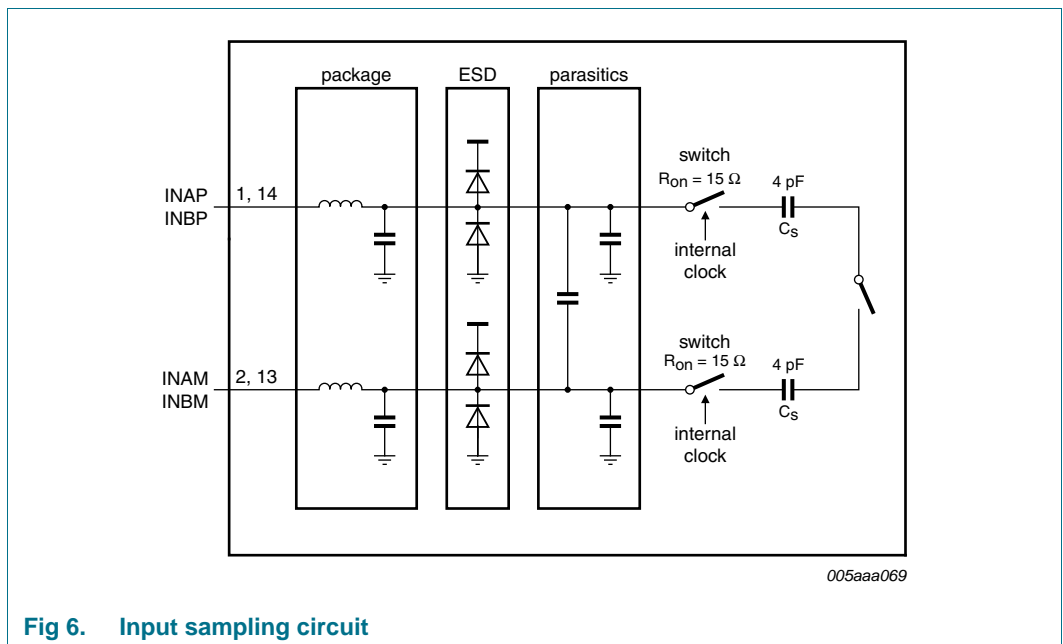 package ESD parasitics
switch
Ron = 15 Ω
4 pF
INAP
INBP
1, 14
Cs
internal
clock
switch
Ron = 15 Ω
4 pF
INAM
INBM
2, 13
Cs
internal
clock
005aaa069
Fig 6. Input sampling circuit